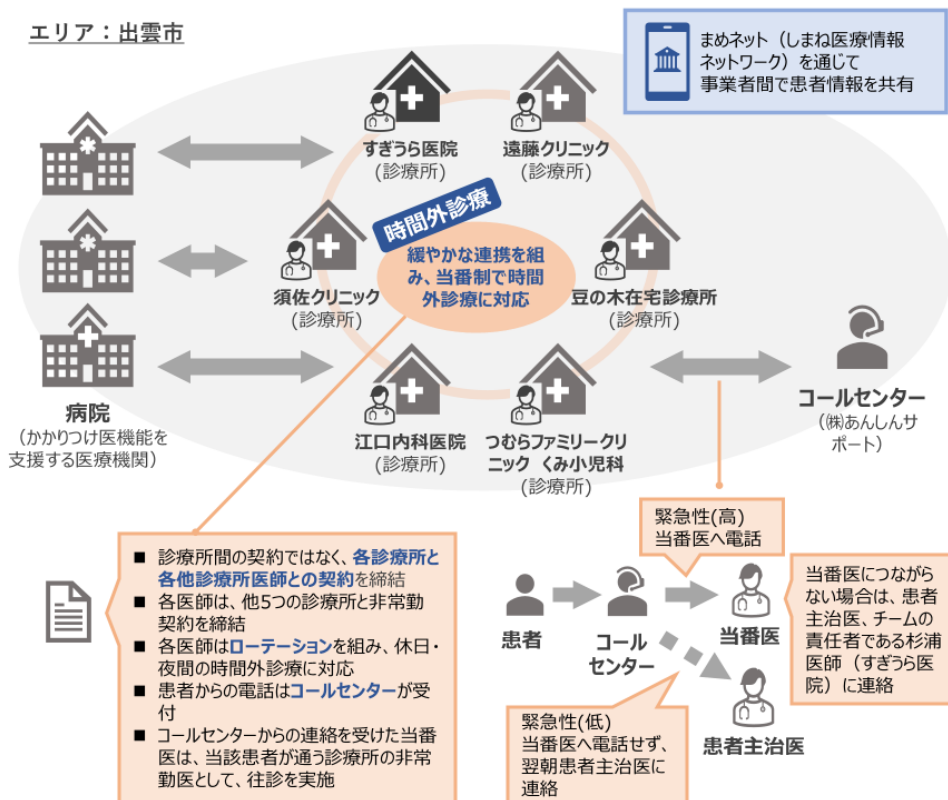 エリア：出雲市
まめネット（しまね医療情報
ネットワーク）を通じて
事業者間で患者情報を共有
すぎうら医院
(診療所)
遠藤クリニック
(診療所)
時間外診療
緩やかな連携を組
み、当番制で時間
外診療に対応
須佐クリニック
(診療所)
豆の木在宅診療所
(診療所)
江口内科医院
(診療所)
つむらファミリークリ
ニック くみ小児科
(診療所)
病院
（かかりつけ医機能を
支援する医療機関）
コールセンター
（㈱あんしんサ
ポート）
■ 診療所間の契約ではなく、各診療所と
各他診療所医師との契約を締結
■ 各医師は、他5つの診療所と非常勤
契約を締結
■ 各医師はローテーションを組み、休日・
夜間の時間外診療に対応
■ 患者からの電話はコールセンターが受
付
■ コールセンターからの連絡を受けた当番
医は、当該患者が通う診療所の非常
勤医として、往診を実施
緊急性(高)
当番医へ電話
患者
コール
センター
当番医
当番医につながら
ない場合は、患者
主治医、チームの
責任者である杉浦
医師（すぎうら医
院）に連絡
患者主治医
緊急性(低)
当番医へ電話せず、
翌朝患者主治医に
連絡